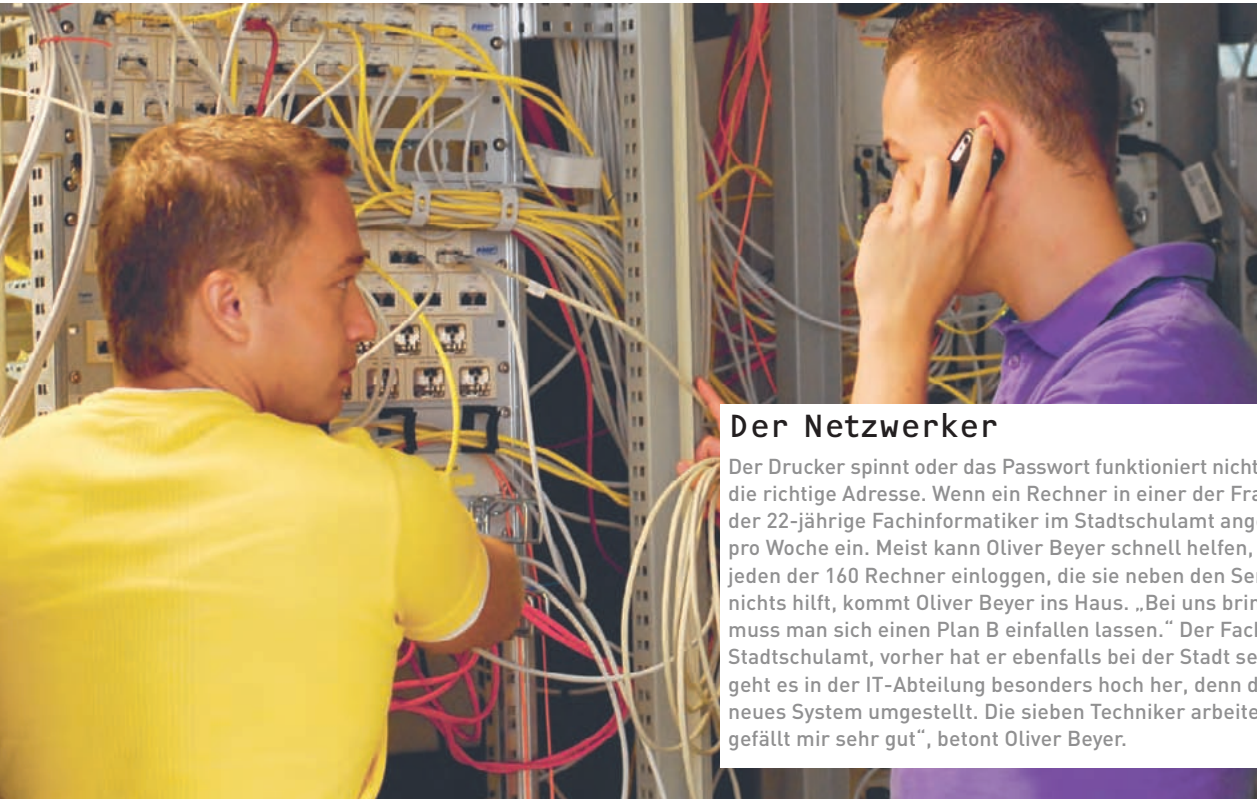 Der Netzwerker
Der Drucker spinnt oder das Passwort funktioniert nicht
die richtige Adresse. Wenn ein Rechner in einer der Fra
der 22-jährige Fachinformatiker im Stadtschulamt ang
pro Woche ein. Meist kann Oliver Beyer schnell helfen,
jeden der 160 Rechner einloggen, die sie neben den Ser
nichts hilft, kommt Oliver Beyer ins Haus. „Bei uns brin
muss man sich einen Plan B einfallen lassen.“ Der Fach
Stadtschulamt, vorher hat er ebenfalls bei der Stadt se
geht es in der IT-Abteilung besonders hoch her, denn d
neues System umgestellt. Die sieben Techniker arbeite
gefällt mir sehr gut“, betont Oliver Beyer.